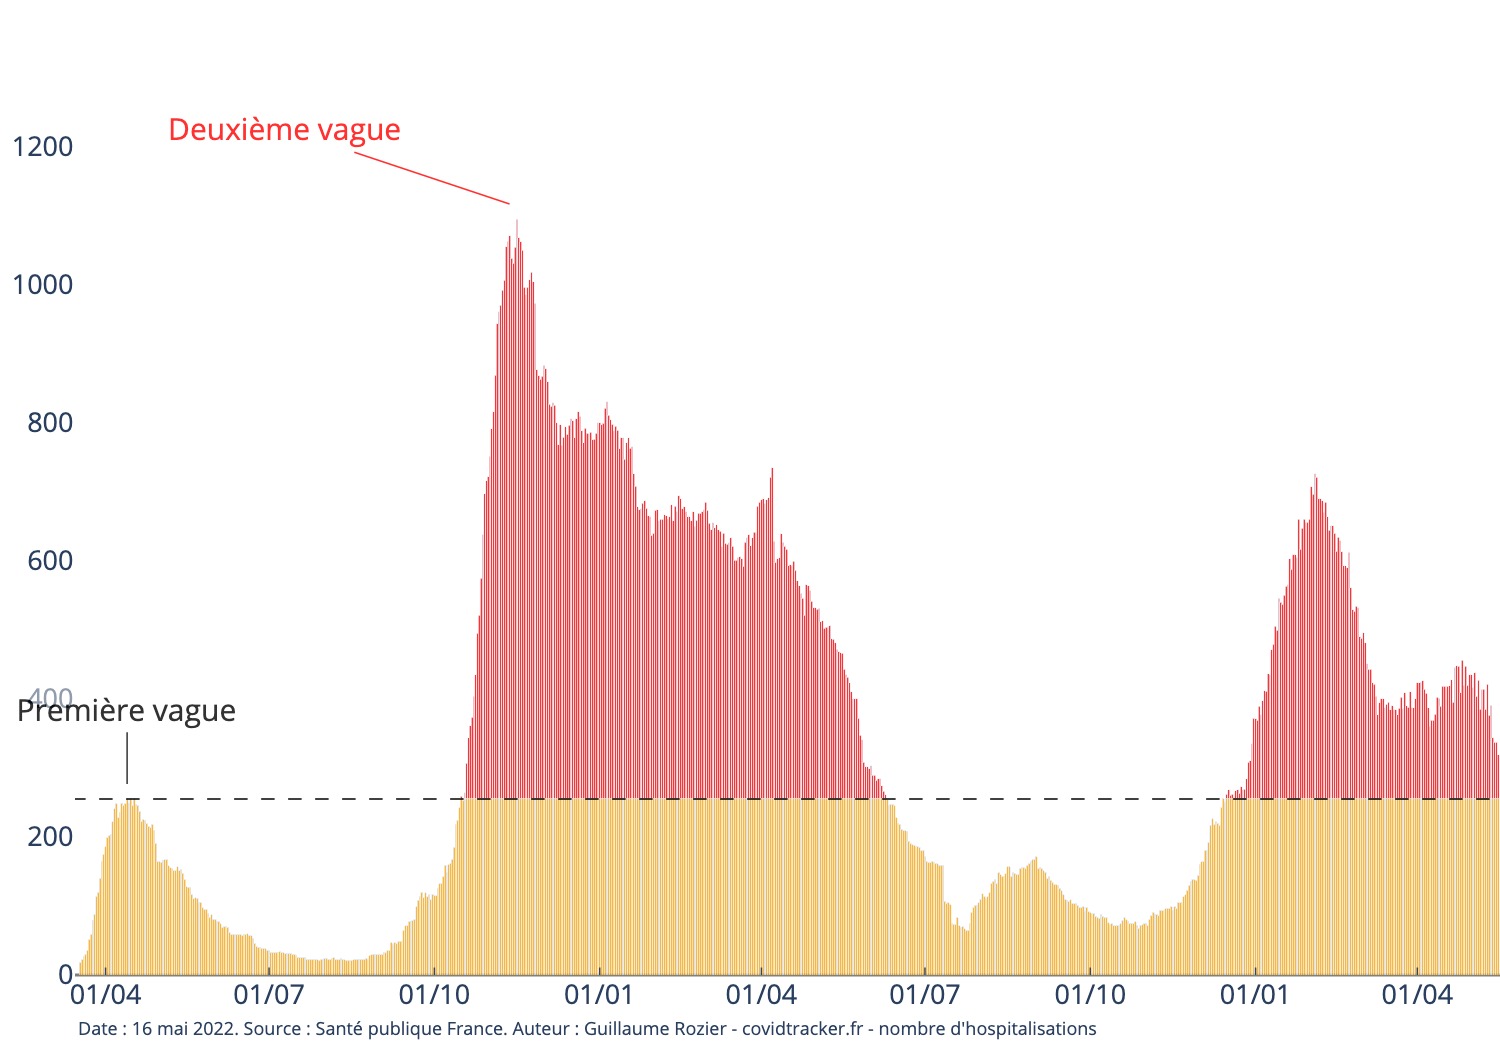 Deuxième vague
1200
1000
800
600
400
Première vague
200
0
01/04 01/07 01/10 01/01 01/04 01/07 01/10 01/01 01/04
Date : 16 mai 2022. Source : Santé publique France. Auteur : Guillaume Rozier - covidtracker.fr - nombre d'hospitalisations